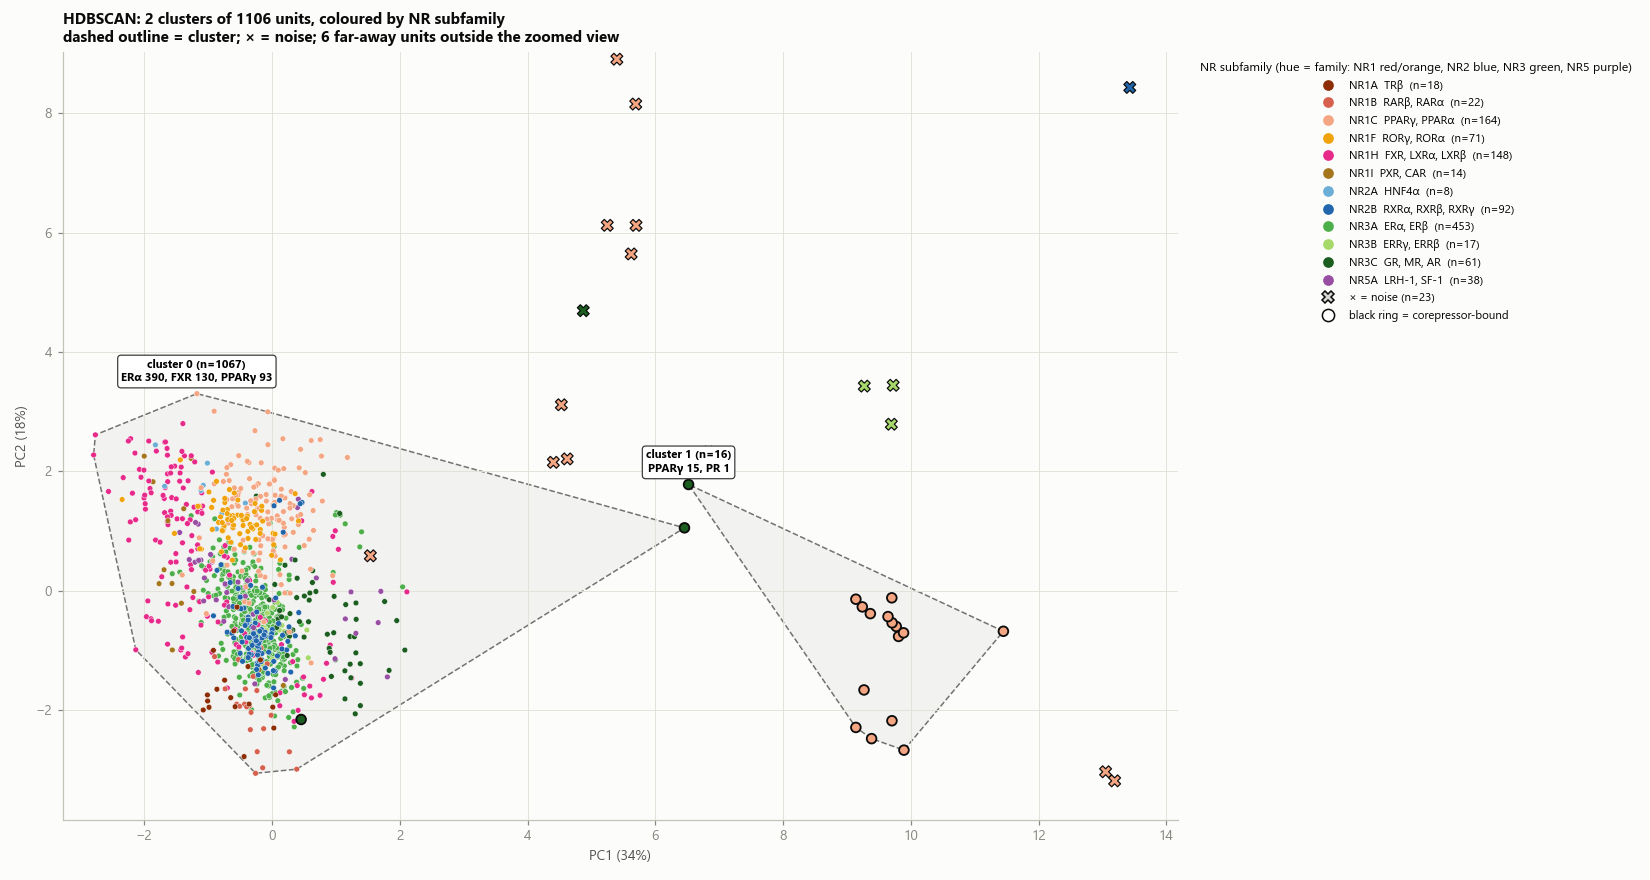 HDBSCAN: 2 clusters of 1106 units, coloured by NR subfamily
dashed outline = cluster; × = noise; 6 far-away units outside the zoomed view
NR subfamily (hue = family: NR1 red/orange, NR2 blue, NR3 green, NR5 purple)
NR1A TRβ (n=18)
NR1B RARβ, RARα (n=22)
NR1C PPARγ, PPARα (n=164)
NR1F RORγ, RORα (n=71)
NR1H FXR, LXRα, LXRβ (n=148)
NR1I PXR, CAR (n=14)
NR2A HNF4α (n=8)
NR2B RXRα, RXRβ, RXRγ (n=92)
NR3A ERα, ERβ (n=453)
NR3B ERRγ, ERRβ (n=17)
NR3C GR, MR, AR (n=61)
NR5A LRH-1, SF-1 (n=38)
× = noise (n=23)
black ring = corepressor-bound
cluster 0 (n=1067)
ERα 390, FXR 130, PPARγ 93
cluster 1 (n=16)
PPARγ 15, PR 1
PC2 (18%)
8
6
4
2
0
−2
−2
0
2
4
6
8
10
12
14
PC1 (34%)